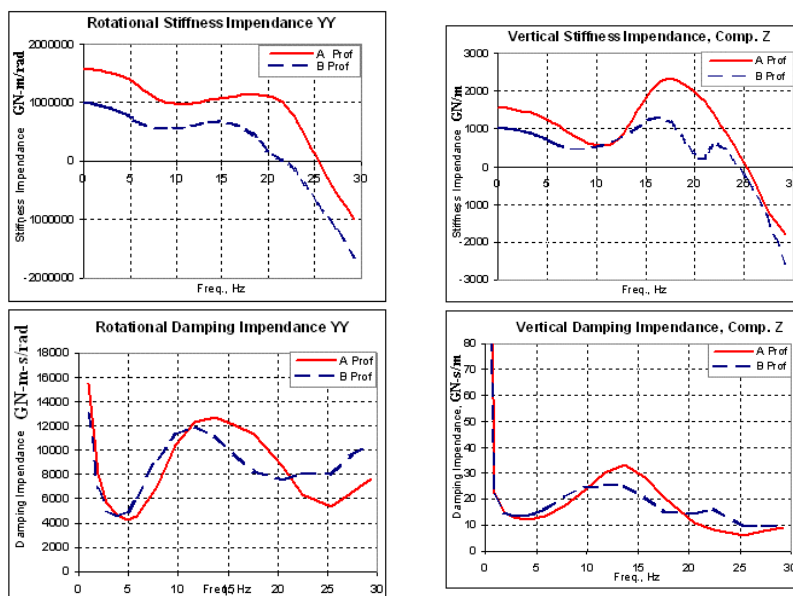 Rotational Stiffness Impendance YY
Stiffness Impendance GN-m/rad
2000000
1000000
0
-1000000
-2000000
0 5 10 15 20 25 30
A Prof
B Prof
Freq., Hz
Vertical Stiffness Impendance, Comp. Z
Stiffness Impendance GN/m
3000
2000
1000
0
-1000
-2000
-3000
0 5 10 15 20 25 30
A Prof
B Prof
Freq., Hz
Rotational Damping Impendance YY
Damping Impendance GN-m-s/rad
18000
16000
14000
12000
10000
8000
6000
4000
2000
0
0 5 10 15 20 25 30
A Prof
B Prof
Freq., Hz
Vertical Damping Impendance, Comp. Z
Damping Impendance, GN-s/m
80
70
60
50
40
30
20
10
0
0 5 10 15 20 25 30
A Prof
B Prof
Freq., Hz